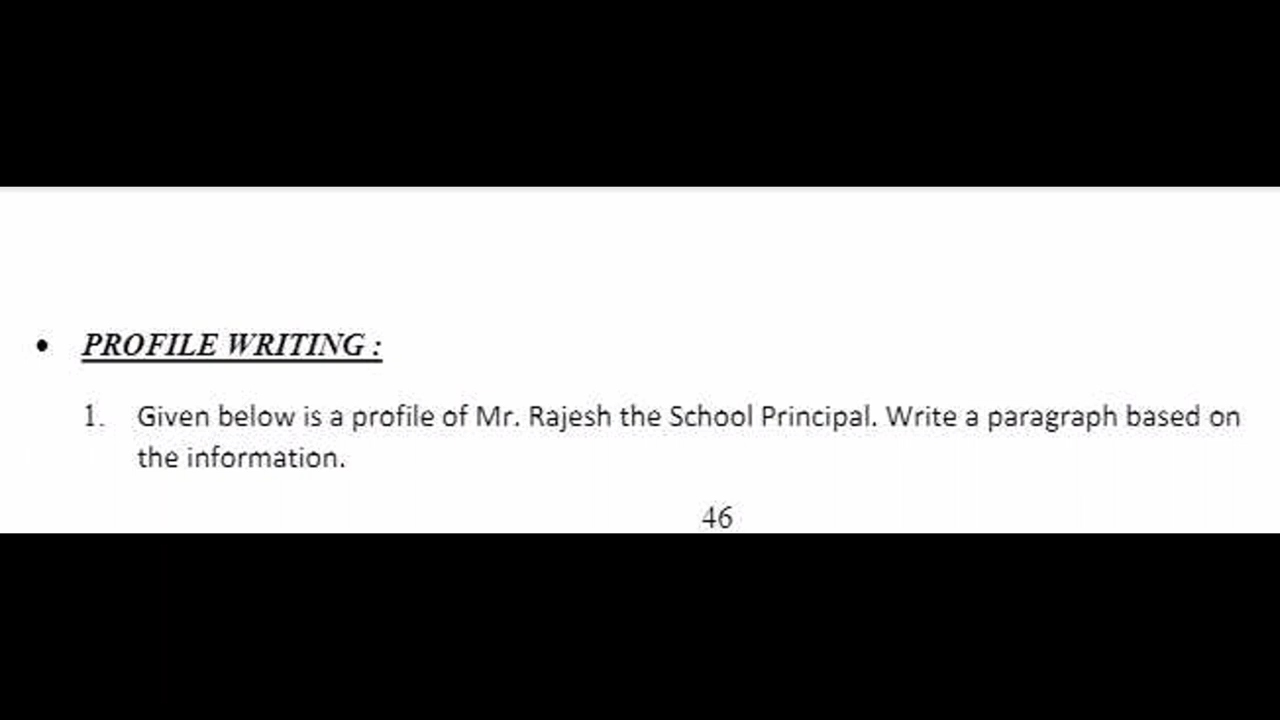 • PROFILE WRITING :
1. Given below is a profile of Mr. Rajesh the School Principal. Write a paragraph based on
the information.
46